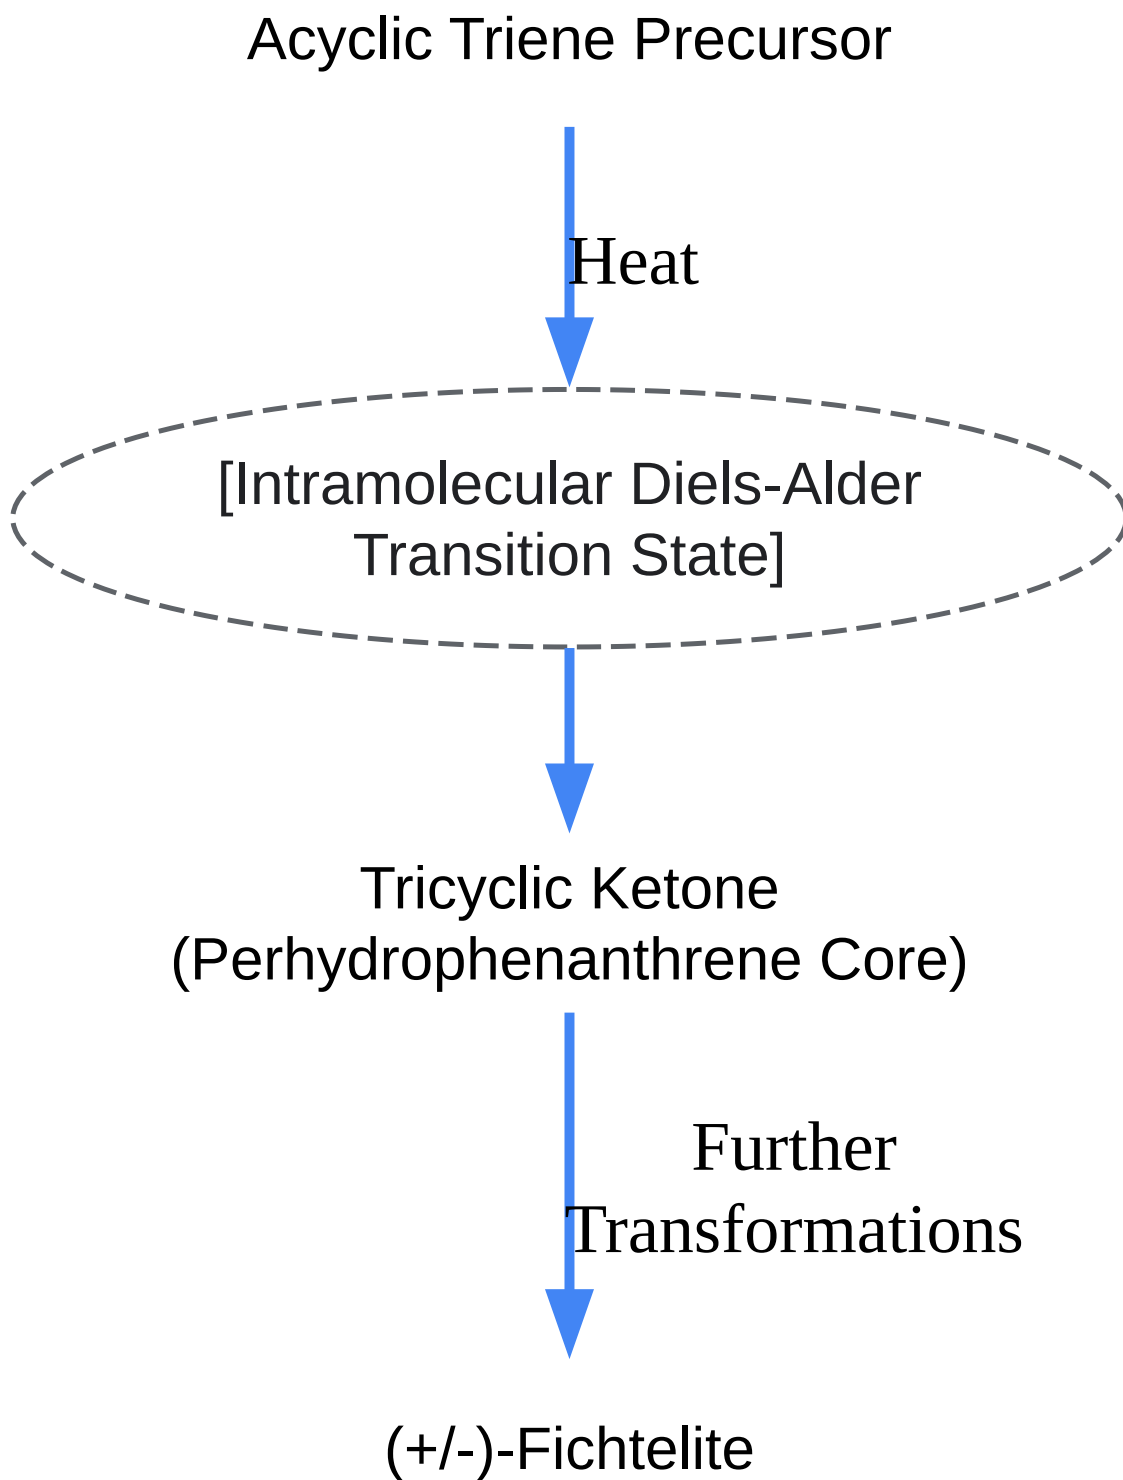 Acyclic Triene Precursor
Heat
[Intramolecular Diels-Alder
Transition State]
Tricyclic Ketone
(Perhydrophenanthrene Core)
Further
Transformations
(+/-)-Fichtelite